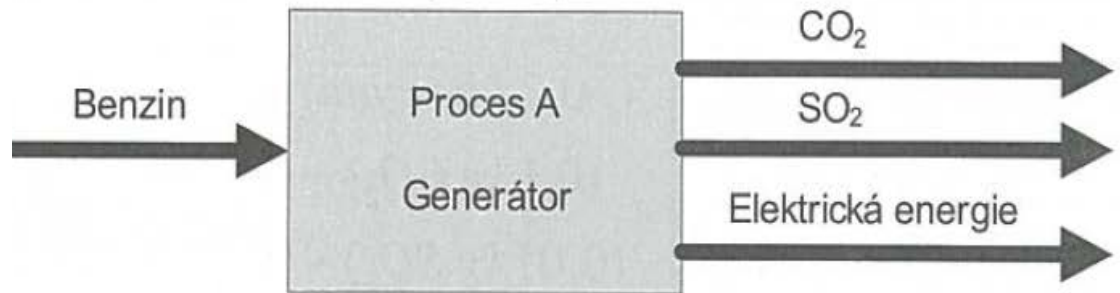 Benzin
Proces A
Generátor
CO₂
SO₂
Elektrická energie